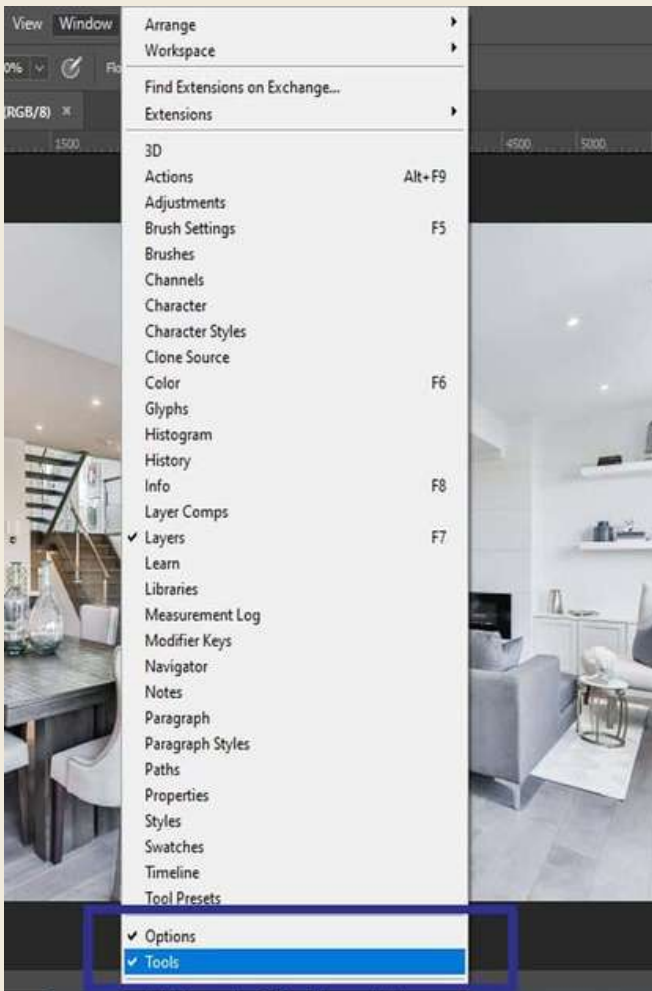 View Window
0%
(RGB/8) ×
1500
4500 5000
Arrange
Workspace
Find Extensions on Exchange...
Extensions
3D
Actions Alt+F9
Adjustments
Brush Settings F5
Brushes
Channels
Character
Character Styles
Clone Source
Color F6
Glyphs
Histogram
History
Info F8
Layer Comps
✔ Layers F7
Learn
Libraries
Measurement Log
Modifier Keys
Navigator
Notes
Paragraph
Paragraph Styles
Paths
Properties
Styles
Swatches
Timeline
Tool Presets
✔ Options
✔ Tools